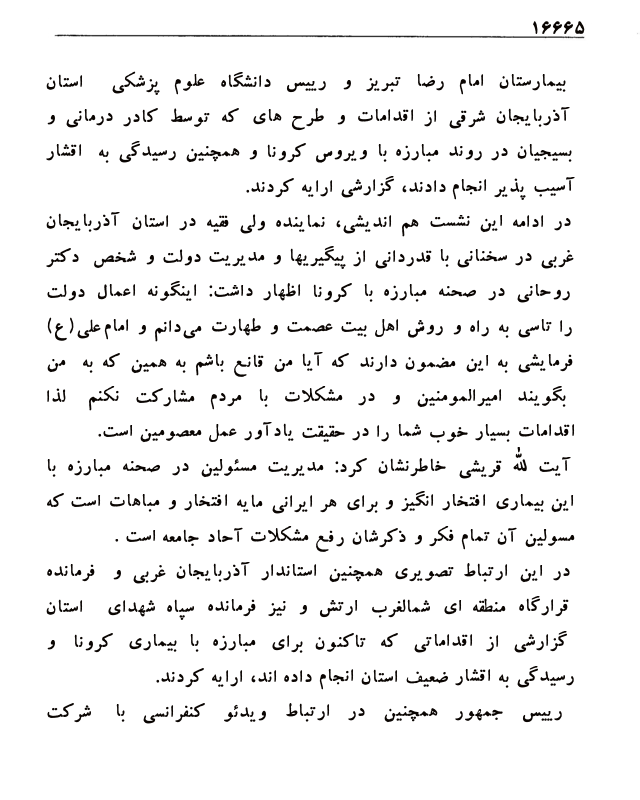 ۱۶۶۶۵
بیمارستان امام رضا تبریز و رییس دانشگاه علوم پزشکی استان
آذربایجان شرقی از اقدامات و طرح های که توسط کادر درمانی و
بسیجیان در روند مبارزه با ویروس کرونا و همچنین رسیدگی به اقشار
آسیب پذیر انجام دادند، گزارشی ارایه کردند.
در ادامه این نشست هم اندیشی، نماینده ولی فقیه در استان آذربایجان
غربی در سخنانی با قدردانی از پیگیریها و مدیریت دولت و شخص دکتر
روحانی در صحنه مبارزه با کرونا اظهار داشت: اینگونه اعمال دولت
را تاسی به راه و روش اهل بیت عصمت و طهارت می‌دانم و امام‌علی(ع)
فرمایشی به این مضمون دارند که آیا من قانع باشم به همین که به من
بگویند امیرالمومنین و در مشکلات با مردم مشارکت نکنم لذا
اقدامات بسیار خوب شما را در حقیقت یادآور عمل معصومین است.
آیت لله قریشی خاطرنشان کرد: مدیریت مسئولین در صحنه مبارزه با
این بیماری افتخار انگیز و برای هر ایرانی مایه افتخار و مباهات است که
مسولین آن تمام فکر و ذکرشان رفع مشکلات آحاد جامعه است .
در این ارتباط تصویری همچنین استاندار آذربایجان غربی و فرمانده
قرارگاه منطقه ای شمالغرب ارتش و نیز فرمانده سپاه شهدای استان
گزارشی از اقدماتی که تاکنون برای مبارزه با بیماری کرونا و
رسیدگی به اقشار ضعیف استان انجام داده اند، ارایه کردند.
رییس جمهور همچنین در ارتباط ویدئو کنفرانسی با شرکت